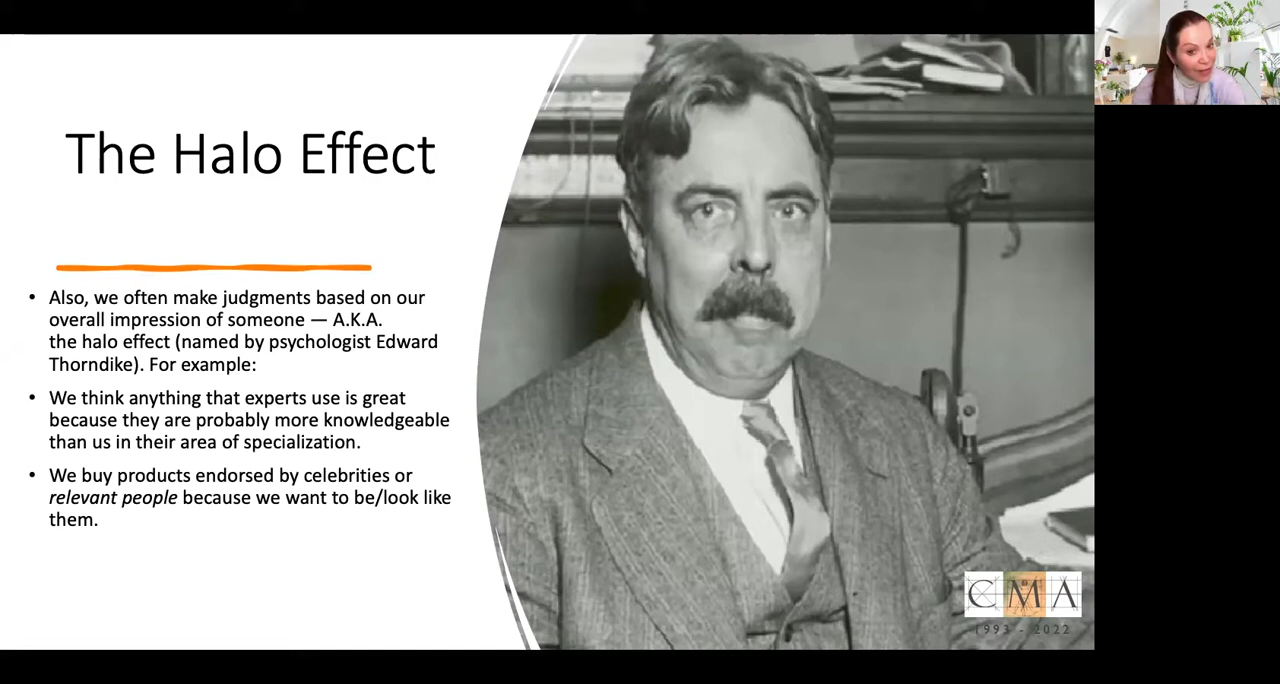 The Halo Effect
• Also, we often make judgments based on our
overall impression of someone — A.K.A.
the halo effect (named by psychologist Edward
Thorndike). For example:
• We think anything that experts use is great
because they are probably more knowledgeable
than us in their area of specialization.
• We buy products endorsed by celebrities or
relevant people because we want to be/look like
them.
CMA
1993 - 2022